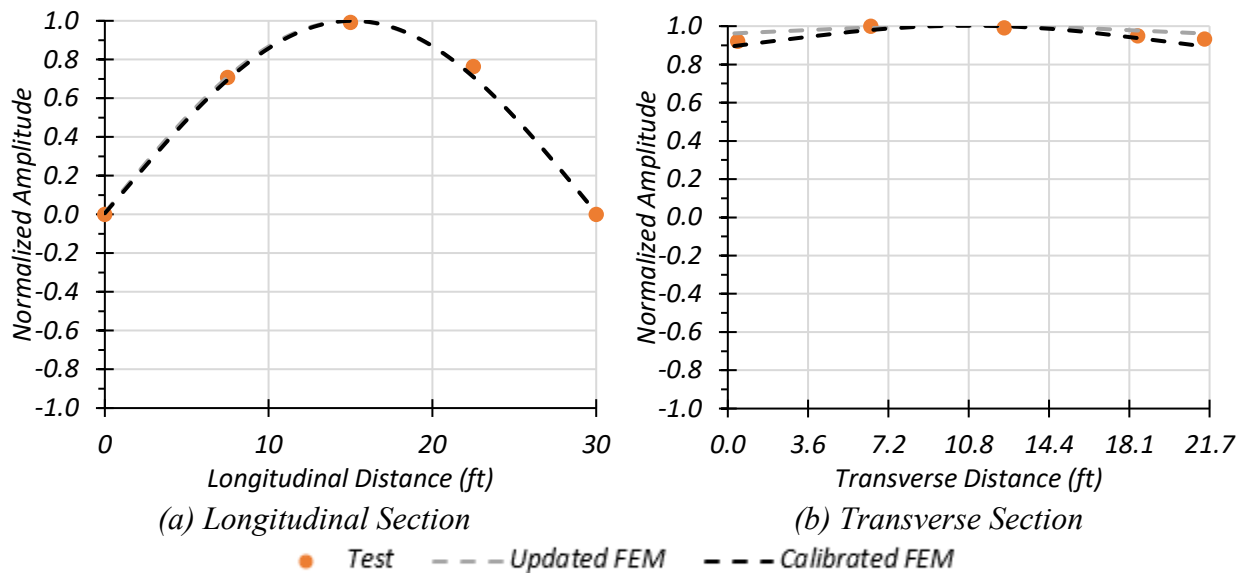 1.0
0.8
0.6
0.4
0.2
0.0
-0.2
-0.4
-0.6
-0.8
-1.0
Normalized Amplitude
0 10 20 30
Longitudinal Distance (ft)
(a) Longitudinal Section
1.0
0.8
0.6
0.4
0.2
0.0
-0.2
-0.4
-0.6
-0.8
-1.0
Normalized Amplitude
0.0 3.6 7.2 10.8 14.4 18.1 21.7
Transverse Distance (ft)
(b) Transverse Section
Test Updated FEM Calibrated FEM